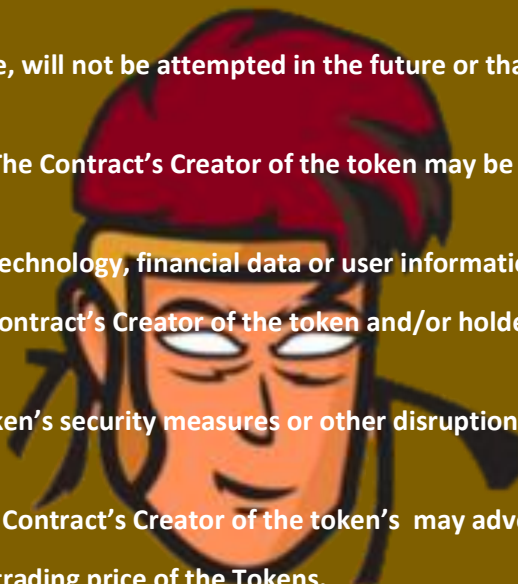 e, will not be attempted in the future or tha
The Contract’s Creator of the token may be
echnology, financial data or user informati
ontract’s Creator of the token and/or holde
ken’s security measures or other disruption
Contract’s Creator of the token’s  may adv
trading price of the Tokens.